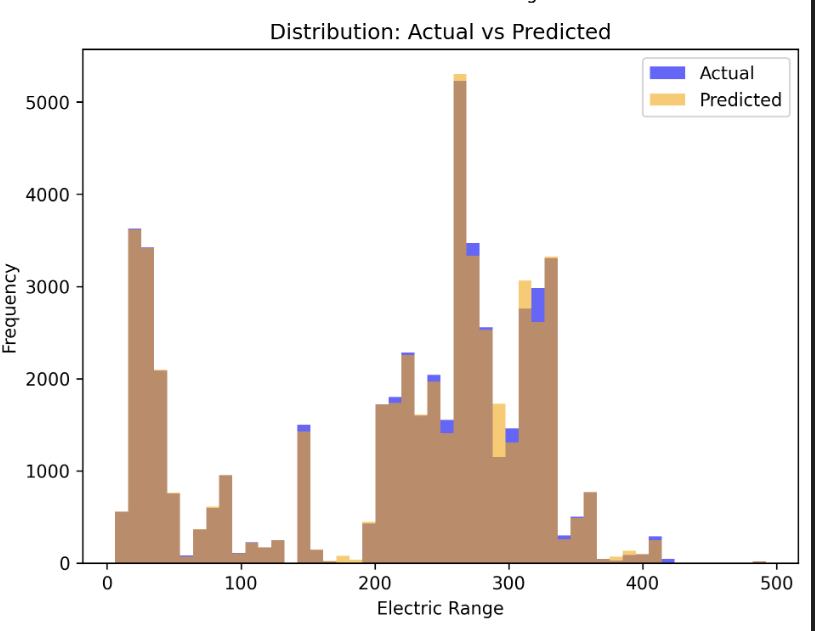 Distribution: Actual vs Predicted
Actual
Predicted
Frequency
5000
4000
3000
2000
1000
0
0 100 200 300 400 500
Electric Range